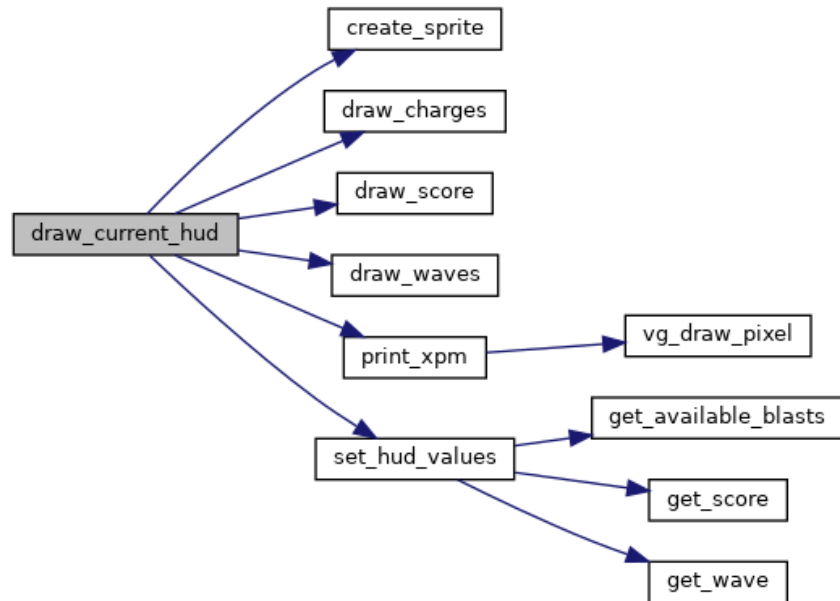 create_sprite
draw_charges
draw_score
draw_current_hud
draw_waves
print_xpm
vg_draw_pixel
set_hud_values
get_available_blasts
get_score
get_wave